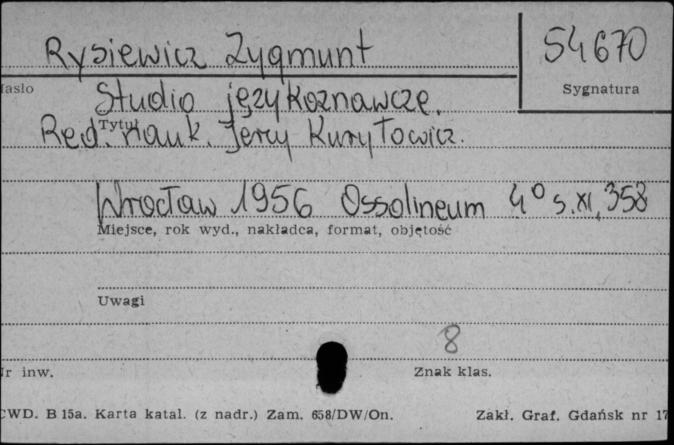 Rysiewicz Zygmunt
54670
Sygnatura
Hasło
Studia językoznawcze.
Tytuł
Red. nauk. Jerzy Kuryłowicz.
Wrocław 1956 Ossolineum 4° s. XI, 358
Miejsce, rok wyd., nakładca, format, objętość
Uwagi
8
Nr inw.
Znak klas.
CWD. B 15a. Karta katal. (z nadr.) Zam. 658/DW/On.
Zakł. Graf. Gdańsk nr 17